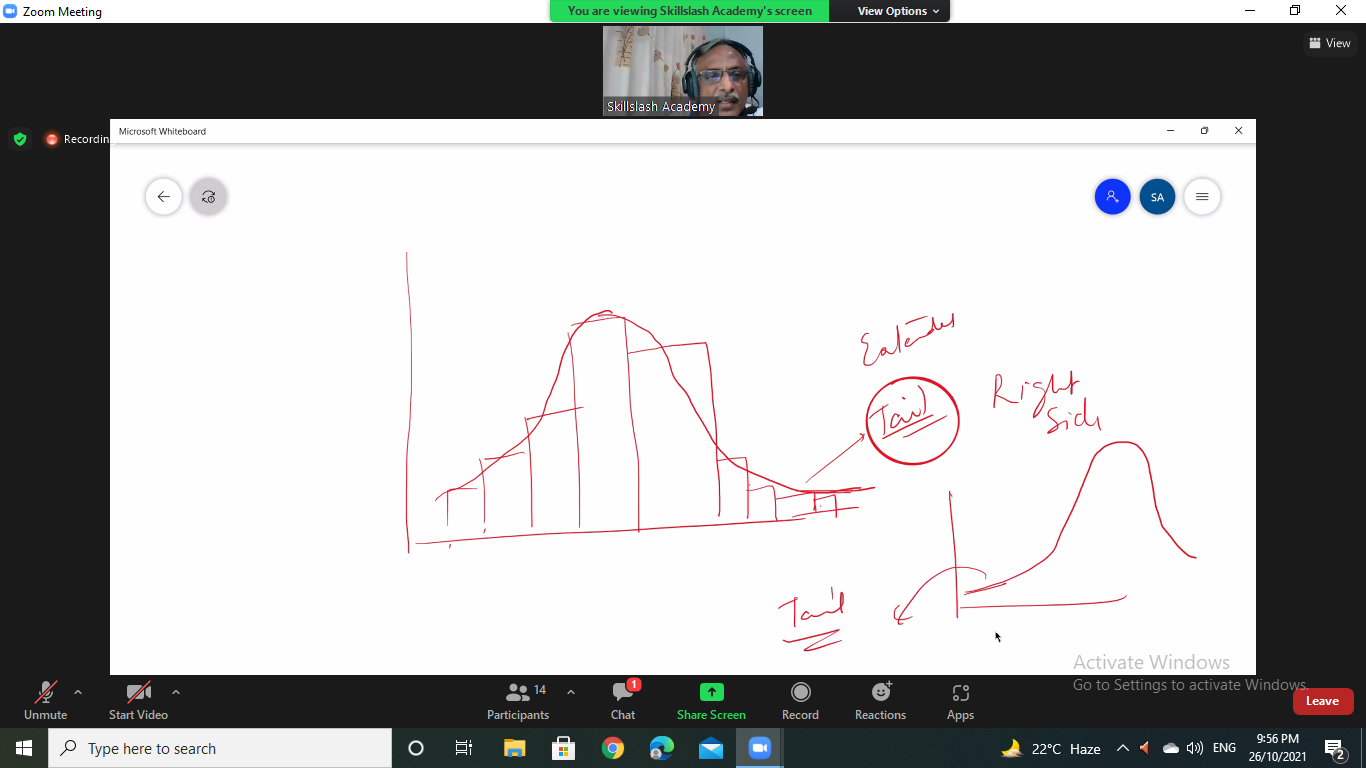 Zoom Meeting
You are viewing Skillslash Academy's screen
View Options
View
Skillslash Academy
Recording
Microsoft Whiteboard
SA
Extends
Tail
Right
Side
Tail
Activate Windows
Go to Settings to activate Windows.
Unmute
Start Video
14
Participants
1
Chat
Share Screen
Record
Reactions
Apps
Leave
Type here to search
22°C Haze
ENG
9:56 PM
26/10/2021
2